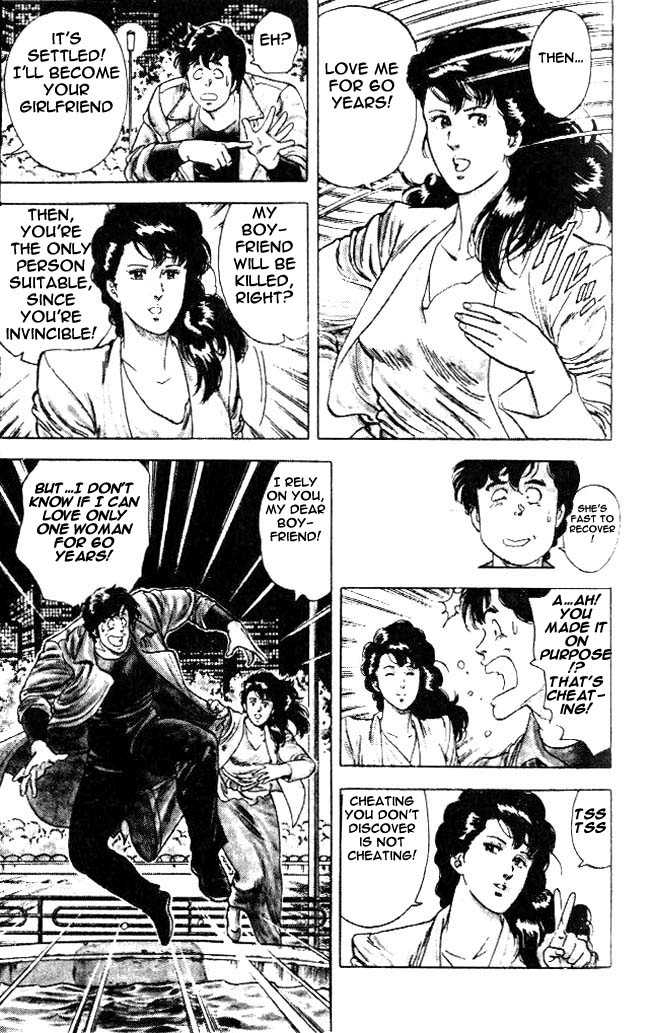 THEN...
LOVE ME
FOR 60
YEARS!
EH?
IT'S
SETTLED!
I'LL BECOME
YOUR
GIRLFRIEND
MY
BOY-
FRIEND
WILL BE
KILLED,
RIGHT?
THEN,
YOU'RE
THE ONLY
PERSON
SUITABLE,
SINCE
YOU'RE
INVINCIBLE!
SHE'S
FAST TO
RECOVER
!
A...AH!
YOU
MADE IT
ON
PURPOSE
!?
THAT'S
CHEAT-
ING!
TSS
TSS
CHEATING
YOU DON'T
DISCOVER
IS NOT
CHEATING!
I RELY
ON YOU,
MY DEAR
BOY-
FRIEND!
BUT...I DON'T
KNOW IF I CAN
LOVE ONLY
ONE WOMAN
FOR 60
YEARS!